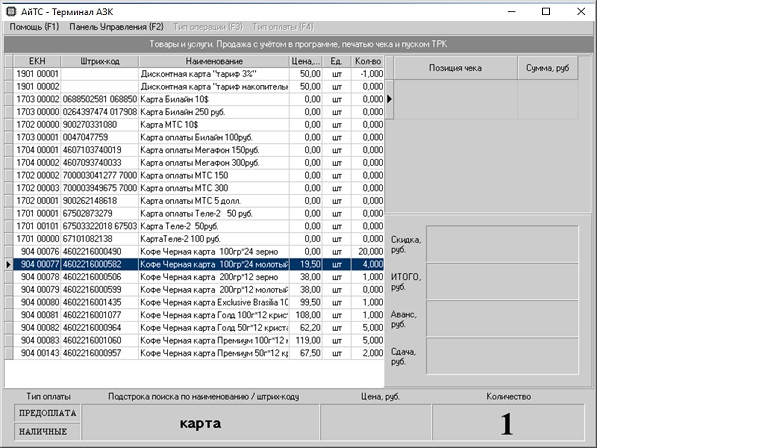 АйТС - Терминал АЗК
Помощь (F1) Панель Управления (F2) Тип операции (F3) Тип оплаты (F4)
Товары и услуги. Продажа с учётом в программе, печатью чека и пуском ТРК
ЕКН Штрих-код Наименование Цена,... Ед. Кол-во
1901 00001 Дисконтная карта "тариф 3%" 50,00 шт -1,000
1901 00002 Дисконтная карта "тариф накопительн 50,00 шт 0,000
1703 00002 0688502581 068850 Карта Билайн 10$ 0,00 шт 0,000
1703 00000 0264397474 017908 Карта Билайн 250 руб. 0,00 шт 0,000
1702 00000 900270331080 Карта МТС 10$ 0,00 шт 0,000
1703 00001 0047047759 Карта оплаты Билайн 100руб. 0,00 шт 0,000
1704 00001 4607103740019 Карта оплаты Мегафон 150руб. 0,00 шт 0,000
1704 00002 4607093740033 Карта оплаты Мегафон 300руб. 0,00 шт 0,000
1702 00002 700003041277 7000 Карта оплаты МТС 150 0,00 шт 0,000
1702 00003 700003949675 7000 Карта оплаты МТС 300 0,00 шт 0,000
1702 00001 900262148618 Карта оплаты МТС 5 долл. 0,00 шт 0,000
1701 00001 67502873279 Карта оплаты Теле-2 50 руб. 0,00 шт 0,000
1701 00101 67503322018 67503 Карта Теле-2 50руб. 0,00 шт 0,000
1701 00000 67101082138 КартаТеле-2 100 руб. 0,00 шт 0,000
904 00076 4602216000490 Кофе Черная карта 100гр*24 зерно 0,00 шт 20,000
904 00077 4602216000582 Кофе Черная карта 100гр*24 молотый 19,50 шт 4,000
904 00078 4602216000506 Кофе Черная карта 200гр*12 зерно 38,00 шт 1,000
904 00079 4602216000599 Кофе Черная карта 200гр*12 молотый 38,00 шт 0,000
904 00080 4602216001435 Кофе Черная карта Exclusive Brasilia 10 99,50 шт 1,000
904 00081 4602216001077 Кофе Черная карта Голд 100г*12 крист 108,00 шт 1,000
904 00082 4602216000964 Кофе Черная карта Голд 50г*12 криста 62,20 шт 5,000
904 00083 4602216001060 Кофе Черная карта Премиум 100г*12 н 119,00 шт 5,000
904 00143 4602216000957 Кофе Черная карта Премиум 50г*12 кр 67,50 шт 2,000
Позиция чека Сумма, руб
Скидка, руб.
ИТОГО, руб.
Аванс, руб.
Сдача, руб.
Тип оплаты Подстрока поиска по наименованию / штрих-коду Цена, руб. Количество
ПРЕДОПЛАТА
НАЛИЧНЫЕ
карта
1